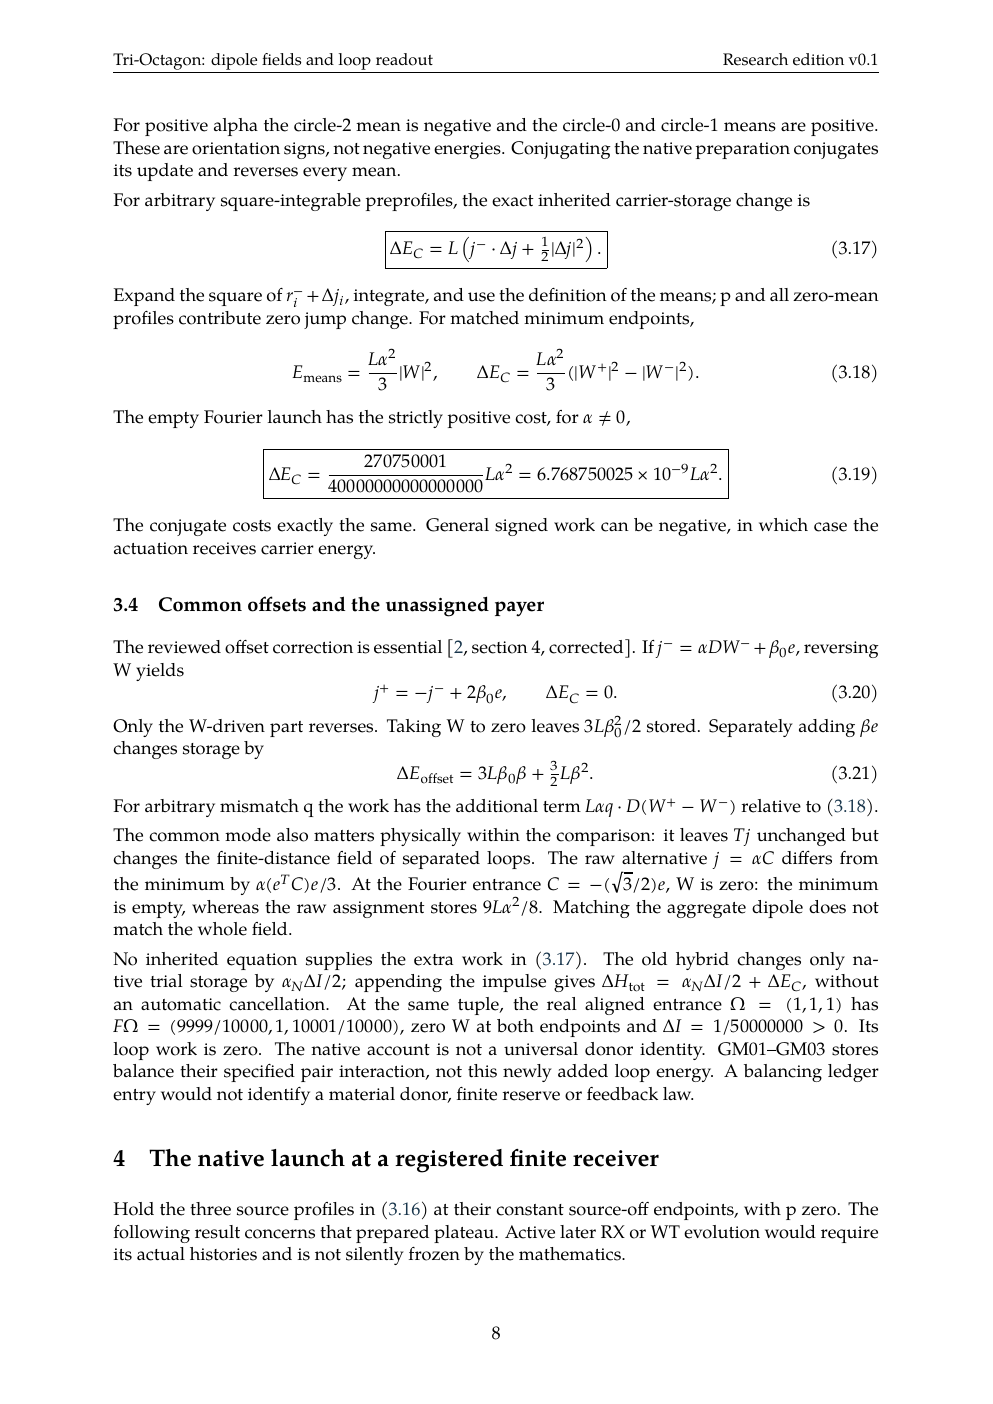 Tri-Octagon: dipole fields and loop readout Research edition v0.1
For positive alpha the circle-2 mean is negative and the circle-0 and circle-1 means are positive.
These are orientation signs, not negative energies. Conjugating the native preparation conjugates
its update and reverses every mean.
For arbitrary square-integrable preprofiles, the exact inherited carrier-storage change is
ΔE_C = L (j⁻ · Δj + ½|Δj|²) . (3.17)
Expand the square of r_i⁻ + Δj_i, integrate, and use the definition of the means; p and all zero-mean
profiles contribute zero jump change. For matched minimum endpoints,
E_means = Lα²/3 |W|², ΔE_C = Lα²/3 (|W⁺|² − |W⁻|²). (3.18)
The empty Fourier launch has the strictly positive cost, for α ≠ 0,
ΔE_C = 270750001/40000000000000000 Lα² = 6.768750025 × 10⁻⁹Lα². (3.19)
The conjugate costs exactly the same. General signed work can be negative, in which case the
actuation receives carrier energy.
3.4 Common offsets and the unassigned payer
The reviewed offset correction is essential [2, section 4, corrected]. If j⁻ = αDW⁻ + β₀e, reversing
W yields
j⁺ = −j⁻ + 2β₀e, ΔE_C = 0. (3.20)
Only the W-driven part reverses. Taking W to zero leaves 3Lβ₀²/2 stored. Separately adding βe
changes storage by
ΔE_offset = 3Lβ₀β + 3/2 Lβ². (3.21)
For arbitrary mismatch q the work has the additional term Lαq · D(W⁺ − W⁻) relative to (3.18).
The common mode also matters physically within the comparison: it leaves Tj unchanged but
changes the finite-distance field of separated loops. The raw alternative j = αC differs from
the minimum by α(eᵀC)e/3. At the Fourier entrance C = −(√3/2)e, W is zero: the minimum
is empty, whereas the raw assignment stores 9Lα²/8. Matching the aggregate dipole does not
match the whole field.
No inherited equation supplies the extra work in (3.17). The old hybrid changes only na-
tive trial storage by α_NΔI/2; appending the impulse gives ΔH_tot = α_NΔI/2 + ΔE_C, without
an automatic cancellation. At the same tuple, the real aligned entrance Ω = (1, 1, 1) has
FΩ = (9999/10000, 1, 10001/10000), zero W at both endpoints and ΔI = 1/50000000 > 0. Its
loop work is zero. The native account is not a universal donor identity. GM01–GM03 stores
balance their specified pair interaction, not this newly added loop energy. A balancing ledger
entry would not identify a material donor, finite reserve or feedback law.
4 The native launch at a registered finite receiver
Hold the three source profiles in (3.16) at their constant source-off endpoints, with p zero. The
following result concerns that prepared plateau. Active later RX or WT evolution would require
its actual histories and is not silently frozen by the mathematics.
8